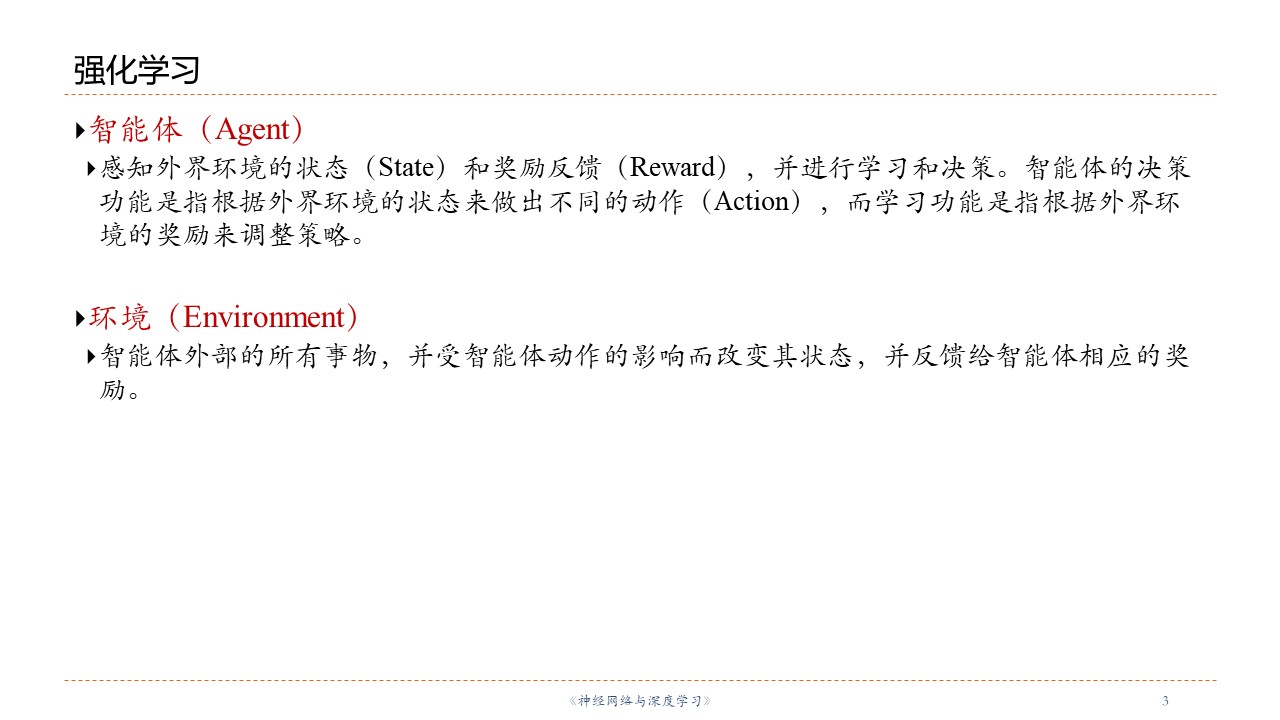 强化学习
智能体（Agent）
感知外界环境的状态（State）和奖励反馈（Reward），并进行学习和决策。智能体的决策
功能是指根据外界环境的状态来做出不同的动作（Action），而学习功能是指根据外界环
境的奖励来调整策略。
环境（Environment）
智能体外部的所有事物，并受智能体动作的影响而改变其状态，并反馈给智能体相应的奖
励。
《神经网络与深度学习》
3